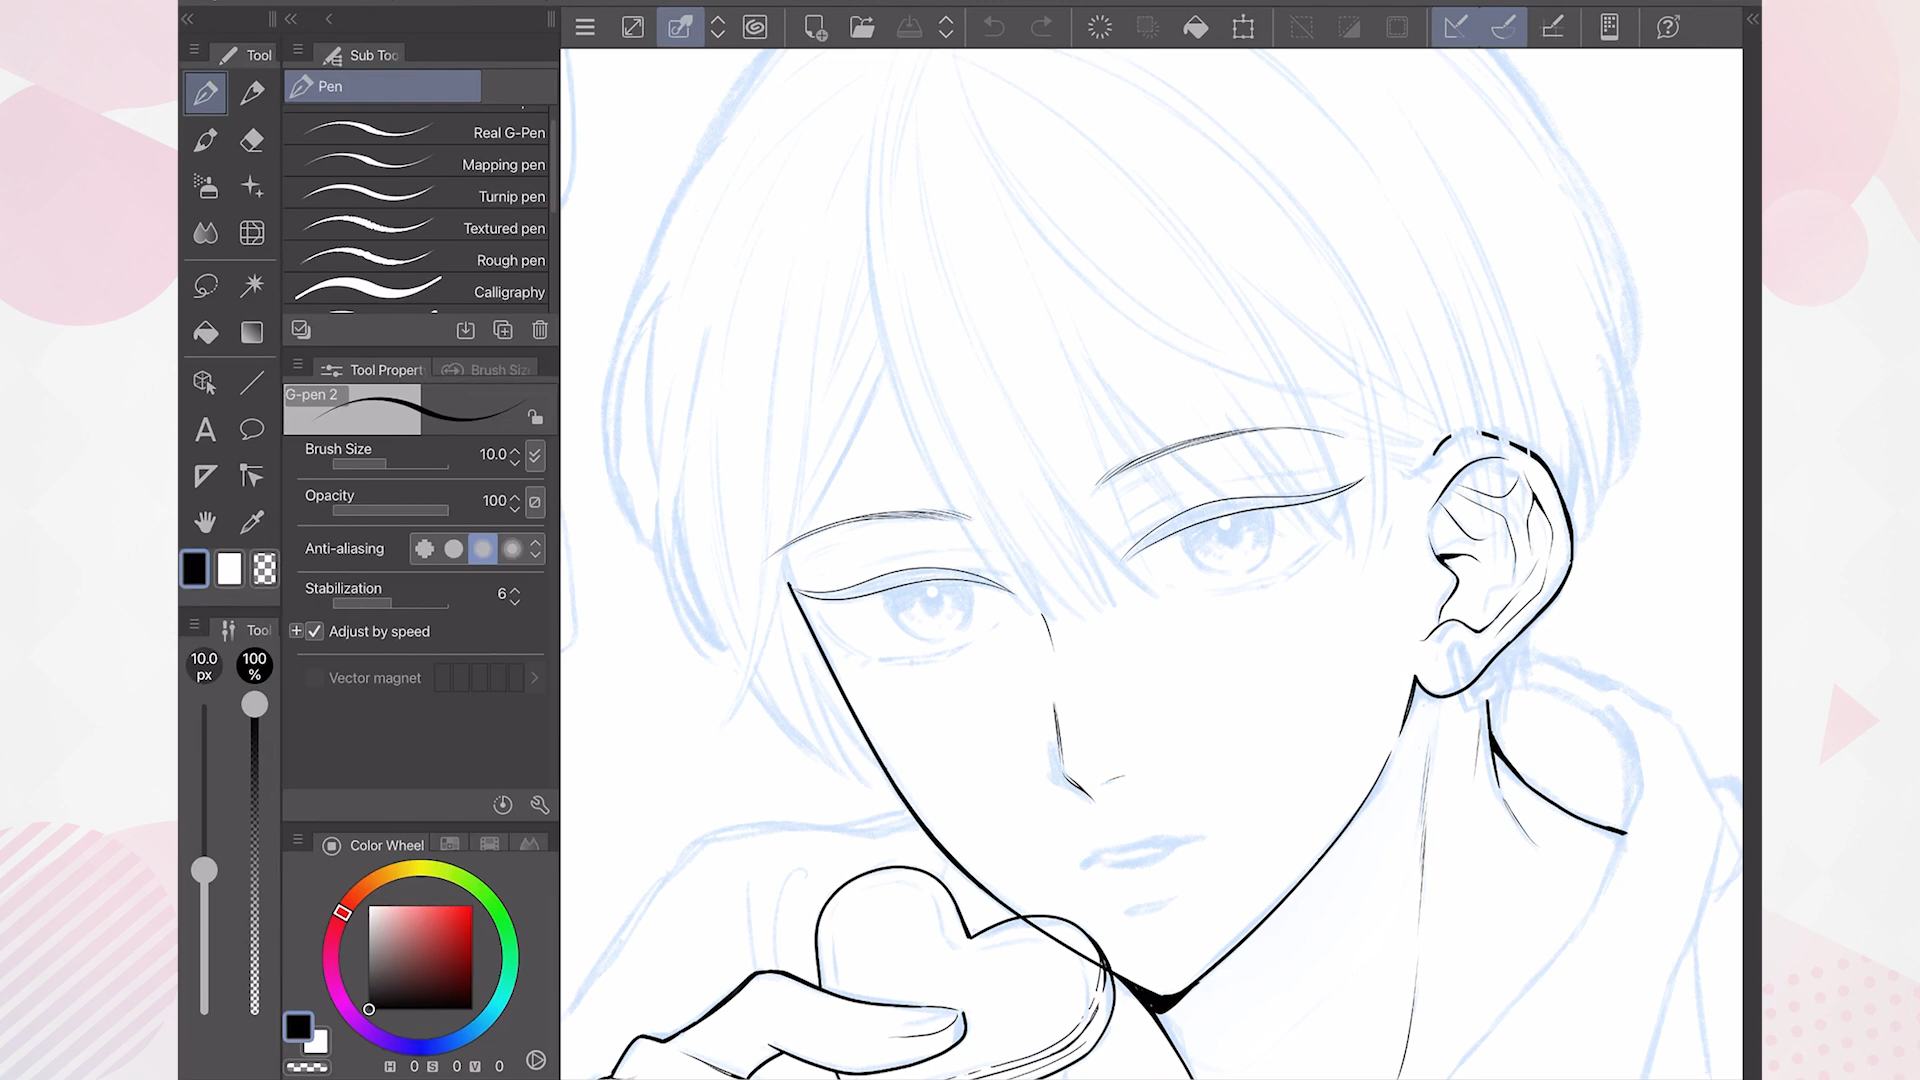 Tool
Sub Too
Pen
Real G-Pen
Mapping pen
Turnip pen
Textured pen
Rough pen
Calligraphy
Tool Propert
Brush Siz
G-pen 2
Brush Size 10.0
Opacity 100
Anti-aliasing
Stabilization 6
Adjust by speed
Vector magnet
Tool
10.0 px
100 %
Color Wheel
H 0 S 0 V 0